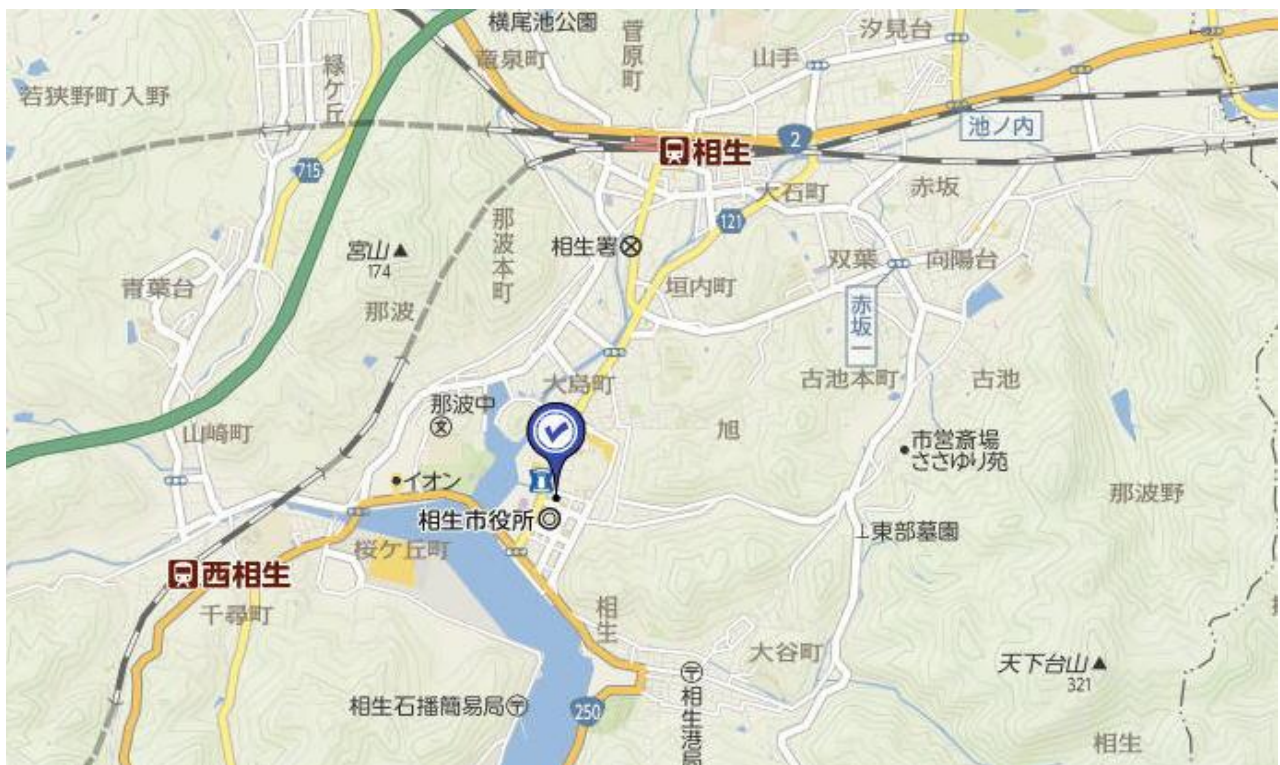 横尾池公園
竜泉町
菅原町
汐見台
山手
緑ケ丘
若狭野町入野
池ノ内
2
相生
715
大石町
赤坂
那波本町
121
宮山▲
174
相生署
双葉
向陽台
青葉台
垣内町
那波
赤坂一
大島町
古池本町
古池
那波中
文
山崎町
旭
市営斎場
ささゆり苑
イオン
那波野
相生市役所
東部墓園
桜ケ丘町
西相生
千尋町
相生
大谷町
天下台山▲
321
相生石播簡易局
250
相生港局
相生